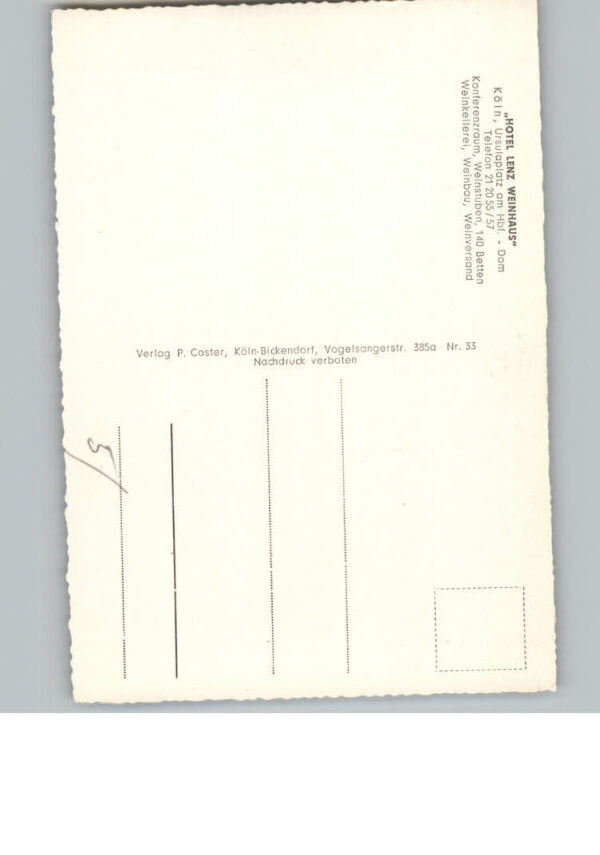 „HOTEL LENZ WEINHAUS"
Köln, Ursulaplatz am Hbf. - Dom
Telefon 21 20 55 / 57
Konferenzraum, Weinstuben, 140 Betten
Weinkellerei, Weinbau, Weinversand
Verlag P. Caster, Köln-Bickendorf, Vogelsangerstr. 385a Nr. 33
Nachdruck verboten